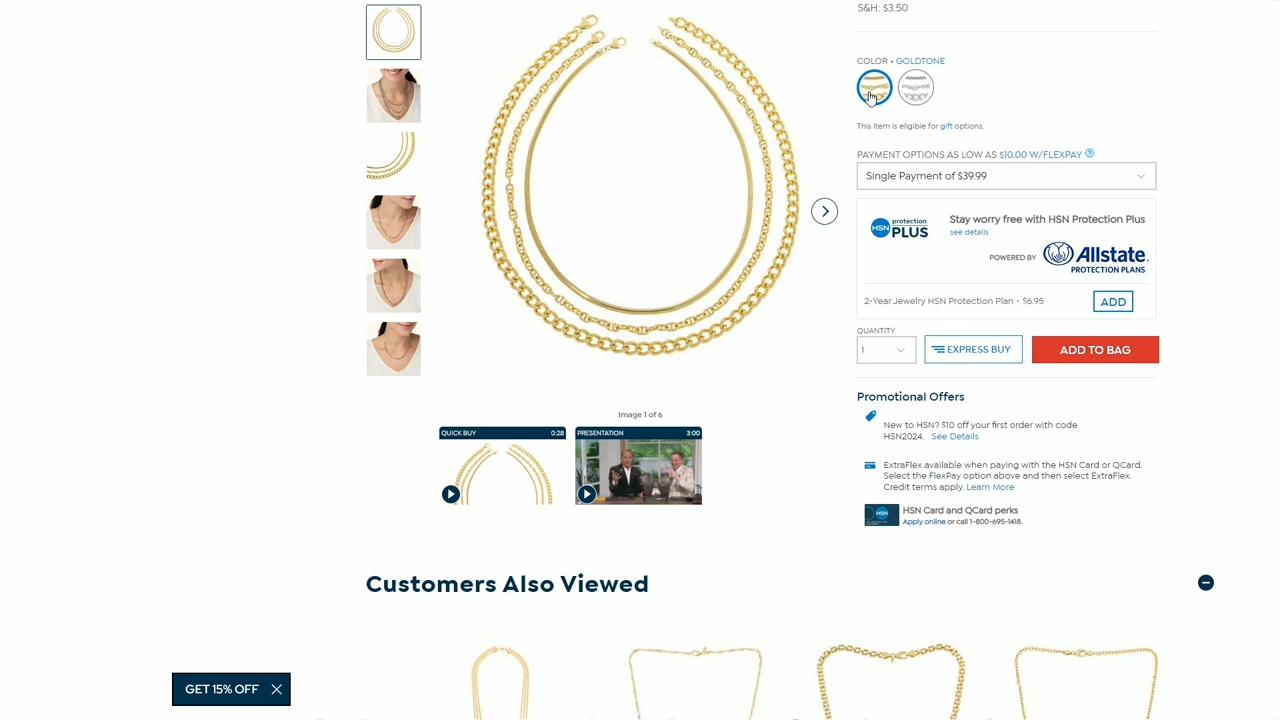 S&H: $3.50
COLOR • GOLDTONE
This item is eligible for gift options.
PAYMENT OPTIONS AS LOW AS $10.00 W/FLEXPAY ?
Single Payment of $39.99
HSN protection PLUS
Stay worry free with HSN Protection Plus
see details
POWERED BY Allstate.
PROTECTION PLANS
2-Year Jewelry HSN Protection Plan - $6.95
ADD
QUANTITY
1
EXPRESS BUY
ADD TO BAG
Image 1 of 6
QUICK BUY 0:28
PRESENTATION 3:00
Promotional Offers
New to HSN? $10 off your first order with code
HSN2024. See Details
ExtraFlex available when paying with the HSN Card or QCard.
Select the FlexPay option above and then select ExtraFlex.
Credit terms apply. Learn More
HSN
HSN Card and QCard perks
Apply online or call 1-800-695-1418.
Customers Also Viewed
GET 15% OFF